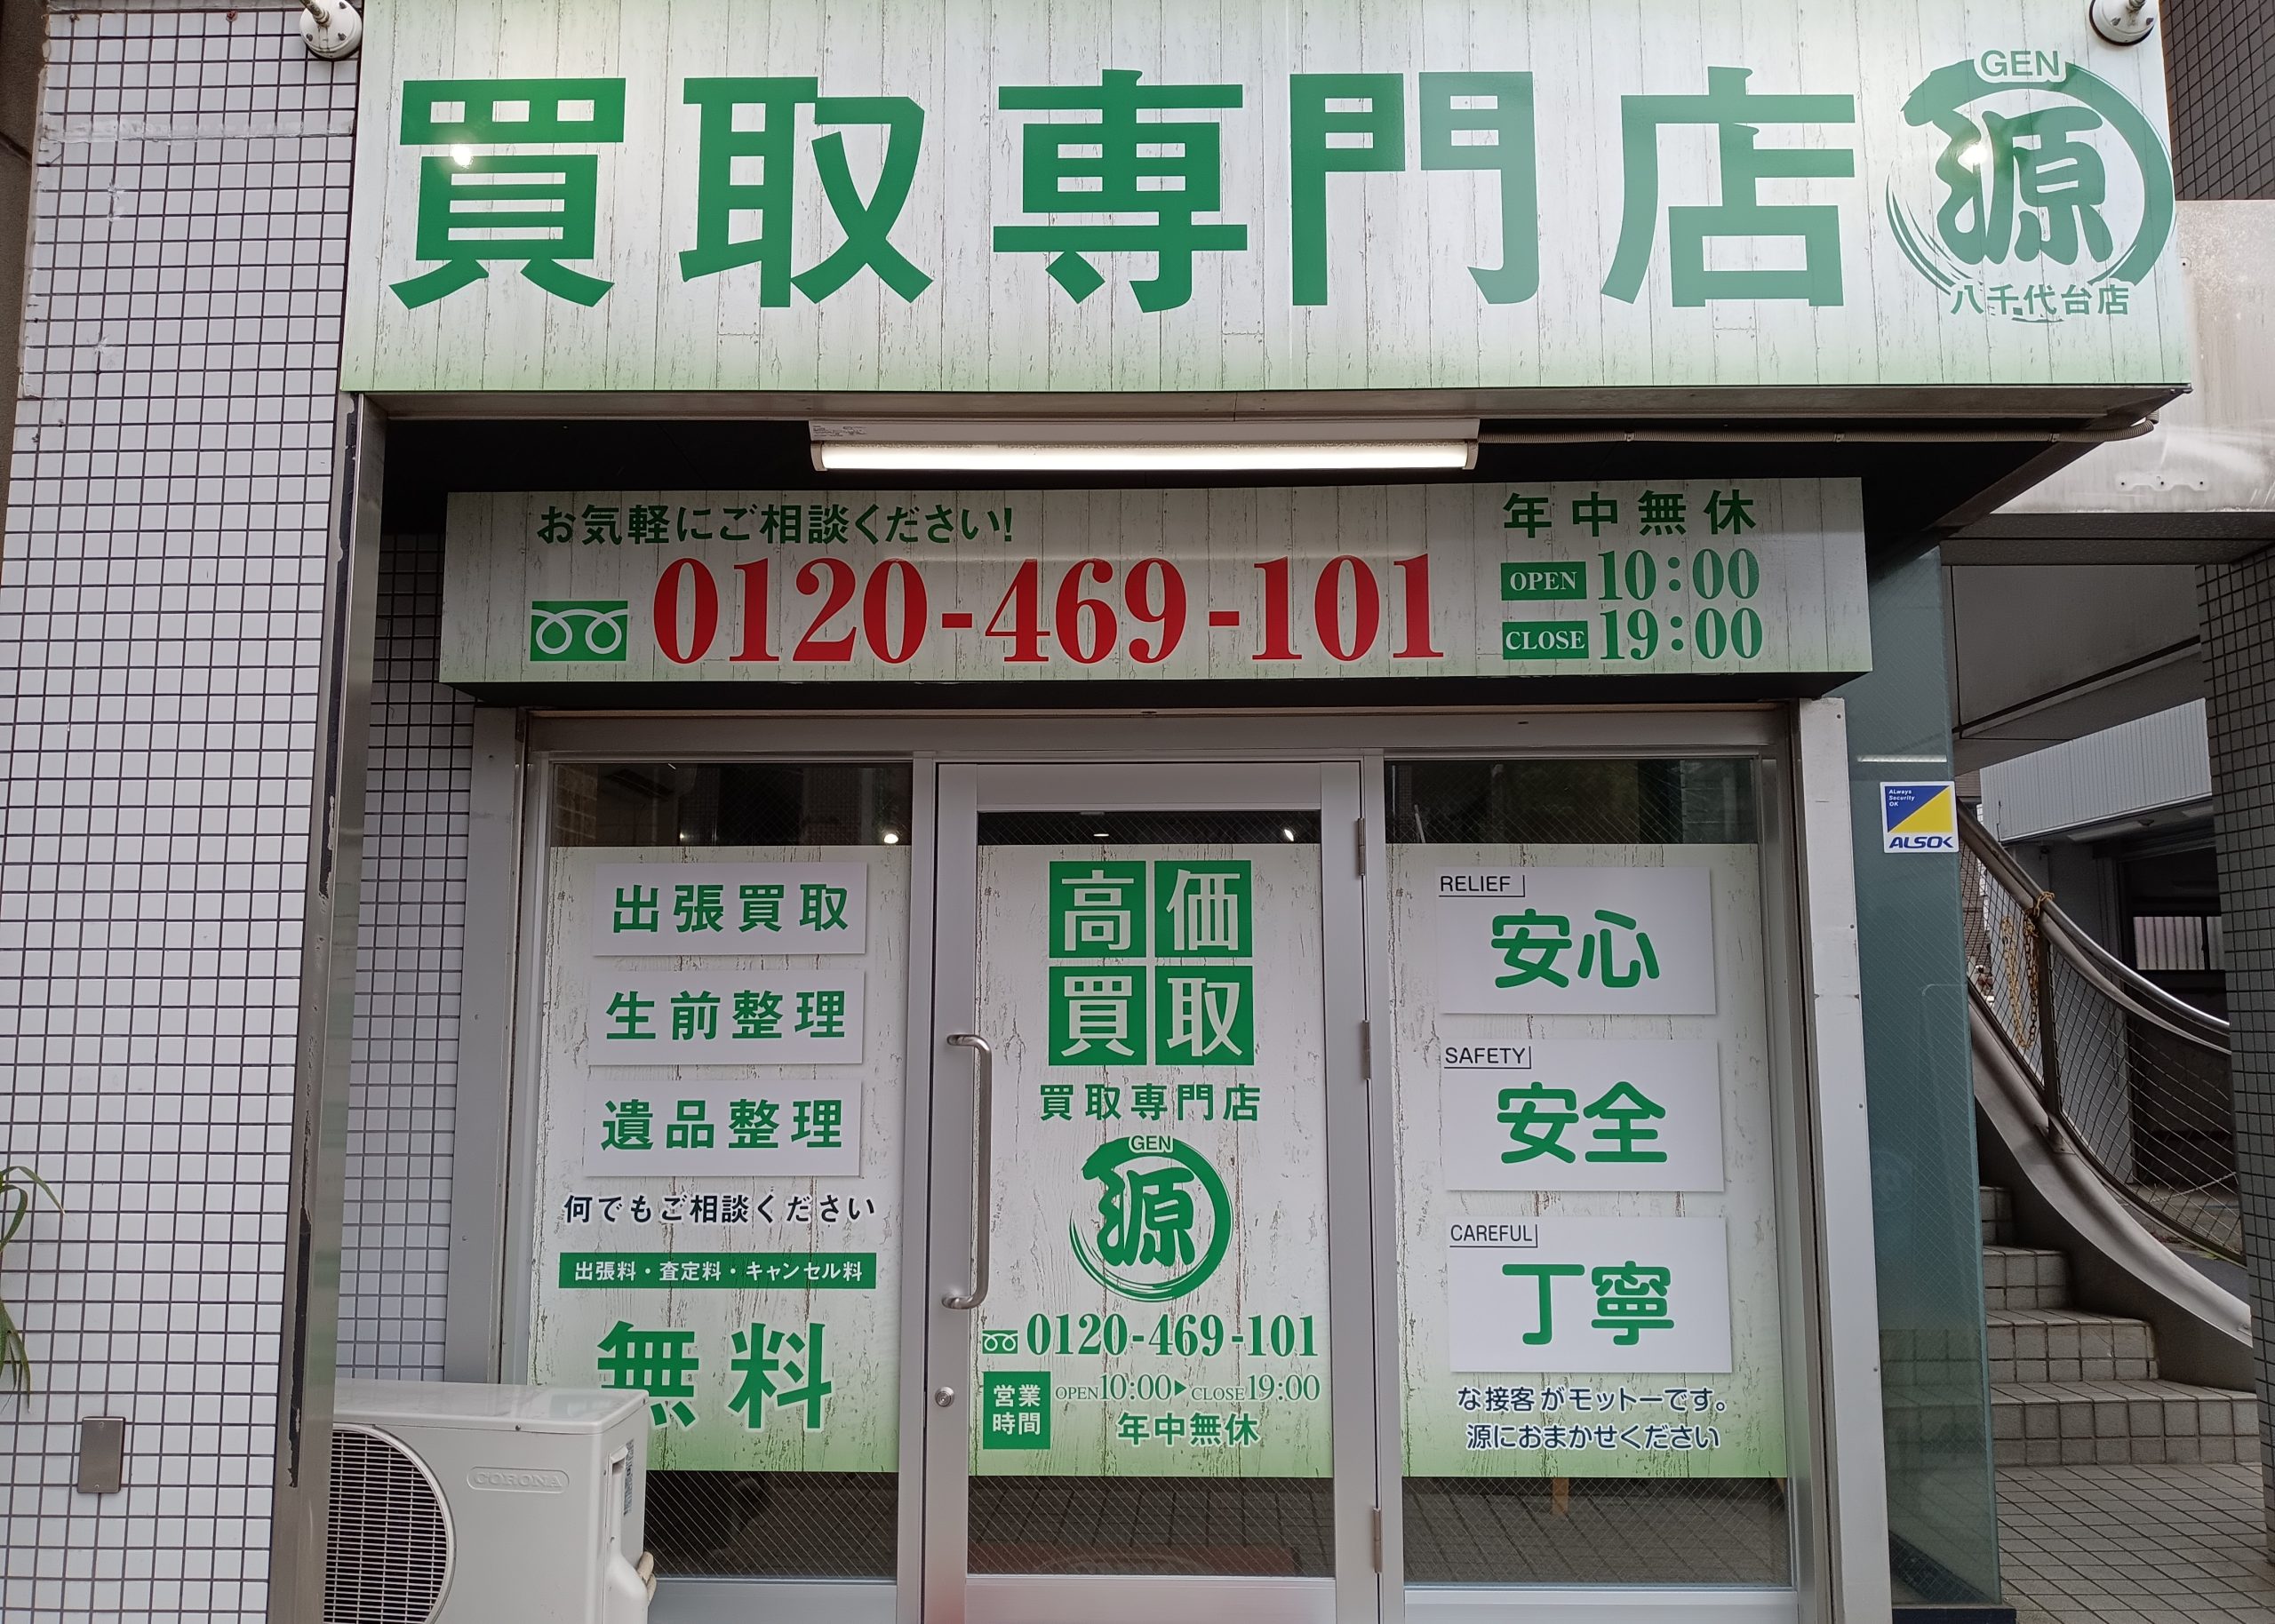 買取専門店
GEN
源
八千代台店
お気軽にご相談ください!
0120-469-101
年中無休
OPEN 10:00
CLOSE 19:00
出張買取
生前整理
遺品整理
何でもご相談ください
出張料・査定料・キャンセル料
無料
高価
買取
買取専門店
GEN
源
0120-469-101
営業時間
OPEN10:00▶CLOSE19:00
年中無休
RELIEF
安心
SAFETY
安全
CAREFUL
丁寧
な接客がモットーです。
源におまかせください
ALways
Security
OK
ALSOK
CORONA